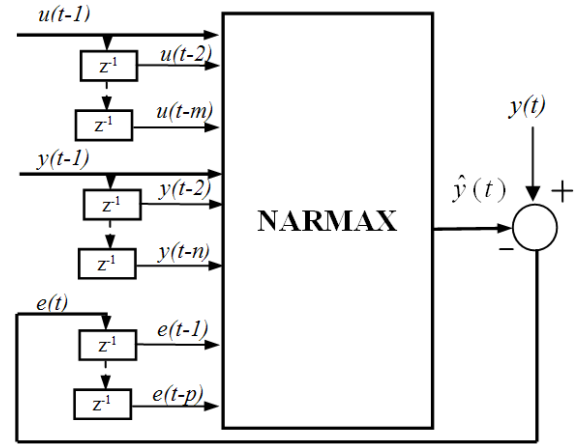 u(t-1)
z-1
u(t-2)
z-1
u(t-m)
y(t)
y(t-1)
z-1
y(t-2)
NARMAX
ŷ(t)
+
−
z-1
y(t-n)
e(t)
z-1
e(t-1)
z-1
e(t-p)